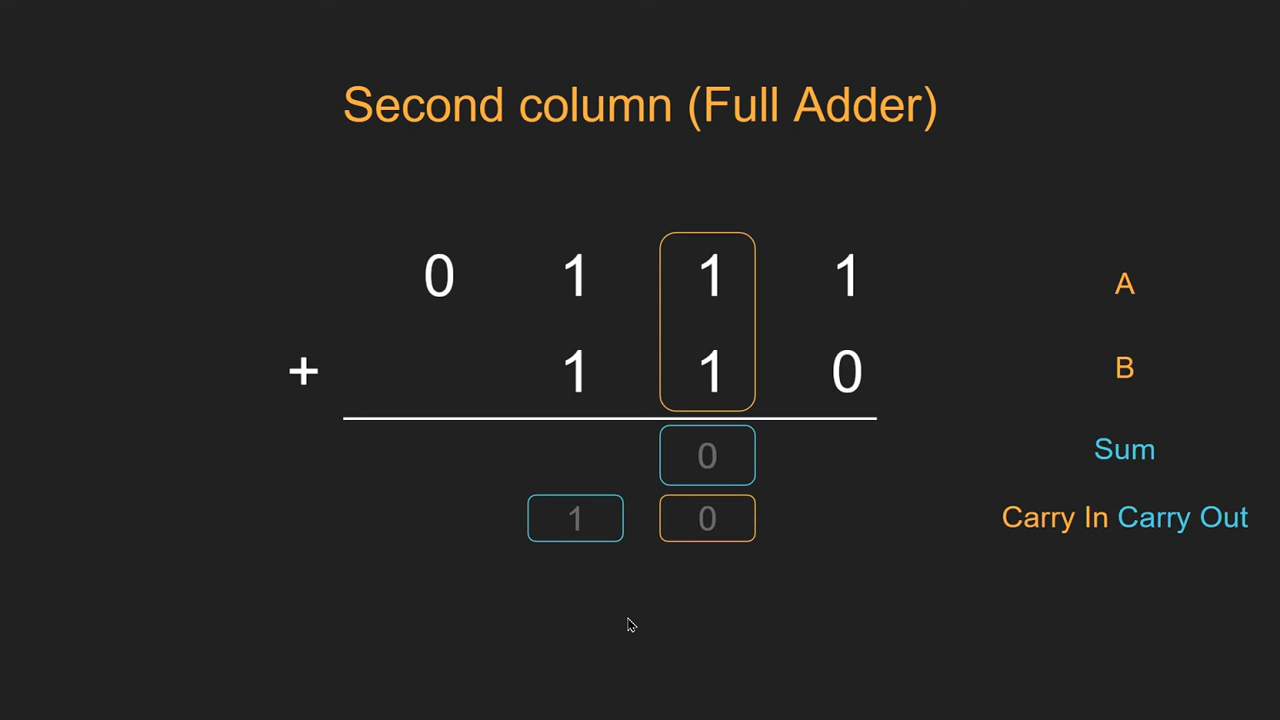 Second column (Full Adder)
0 1 1 1 A
+ 1 1 0 B
0 Sum
1 0 Carry In Carry Out